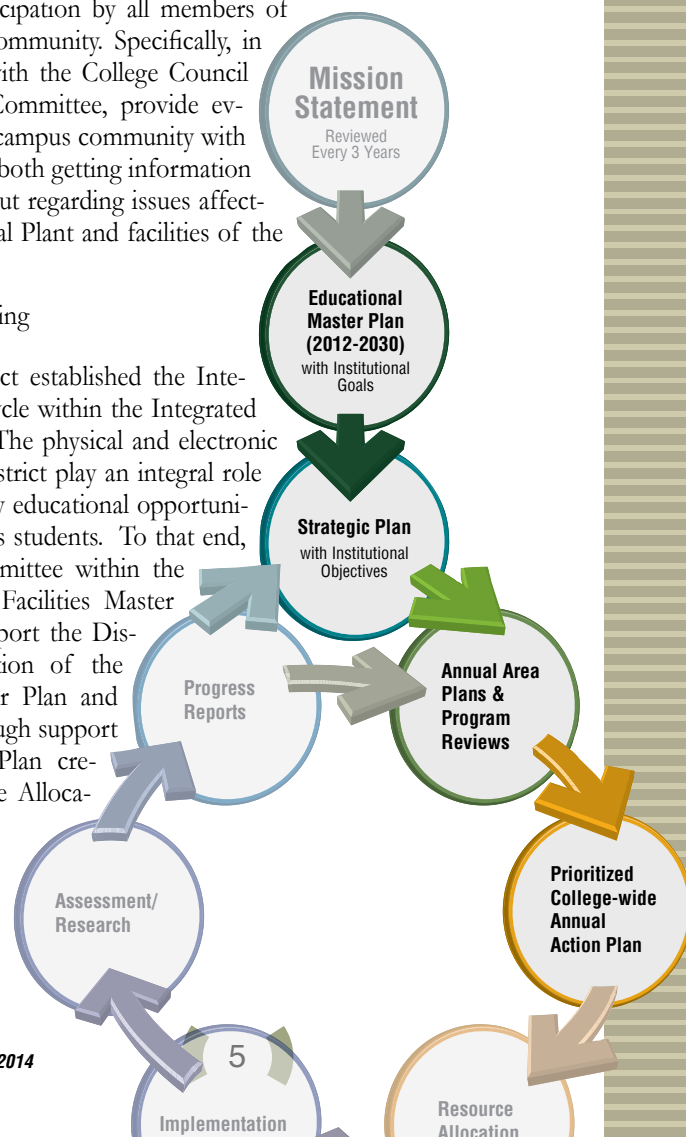 cipation by all members of
ommunity. Specifically, in
ith the College Council
Committee, provide ev-
campus community with
both getting information
out regarding issues affect-
al Plant and facilities of the
ing
ct established the Inte-
ycle within the Integrated
The physical and electronic
strict play an integral role
y educational opportuni-
s students. To that end,
mmittee within the
Facilities Master
port the Dis-
tion of the
r Plan and
ugh support
Plan cre-
e Alloca-
Mission
Statement
Reviewed
Every 3 Years
Educational
Master Plan
(2012-2030)
with Institutional
Goals
Strategic Plan
with Institutional
Objectives
Progress
Reports
Annual Area
Plans &
Program
Reviews
Assessment/
Research
Prioritized
College-wide
Annual
Action Plan
2014
5
Implementation
Resource
Allocation